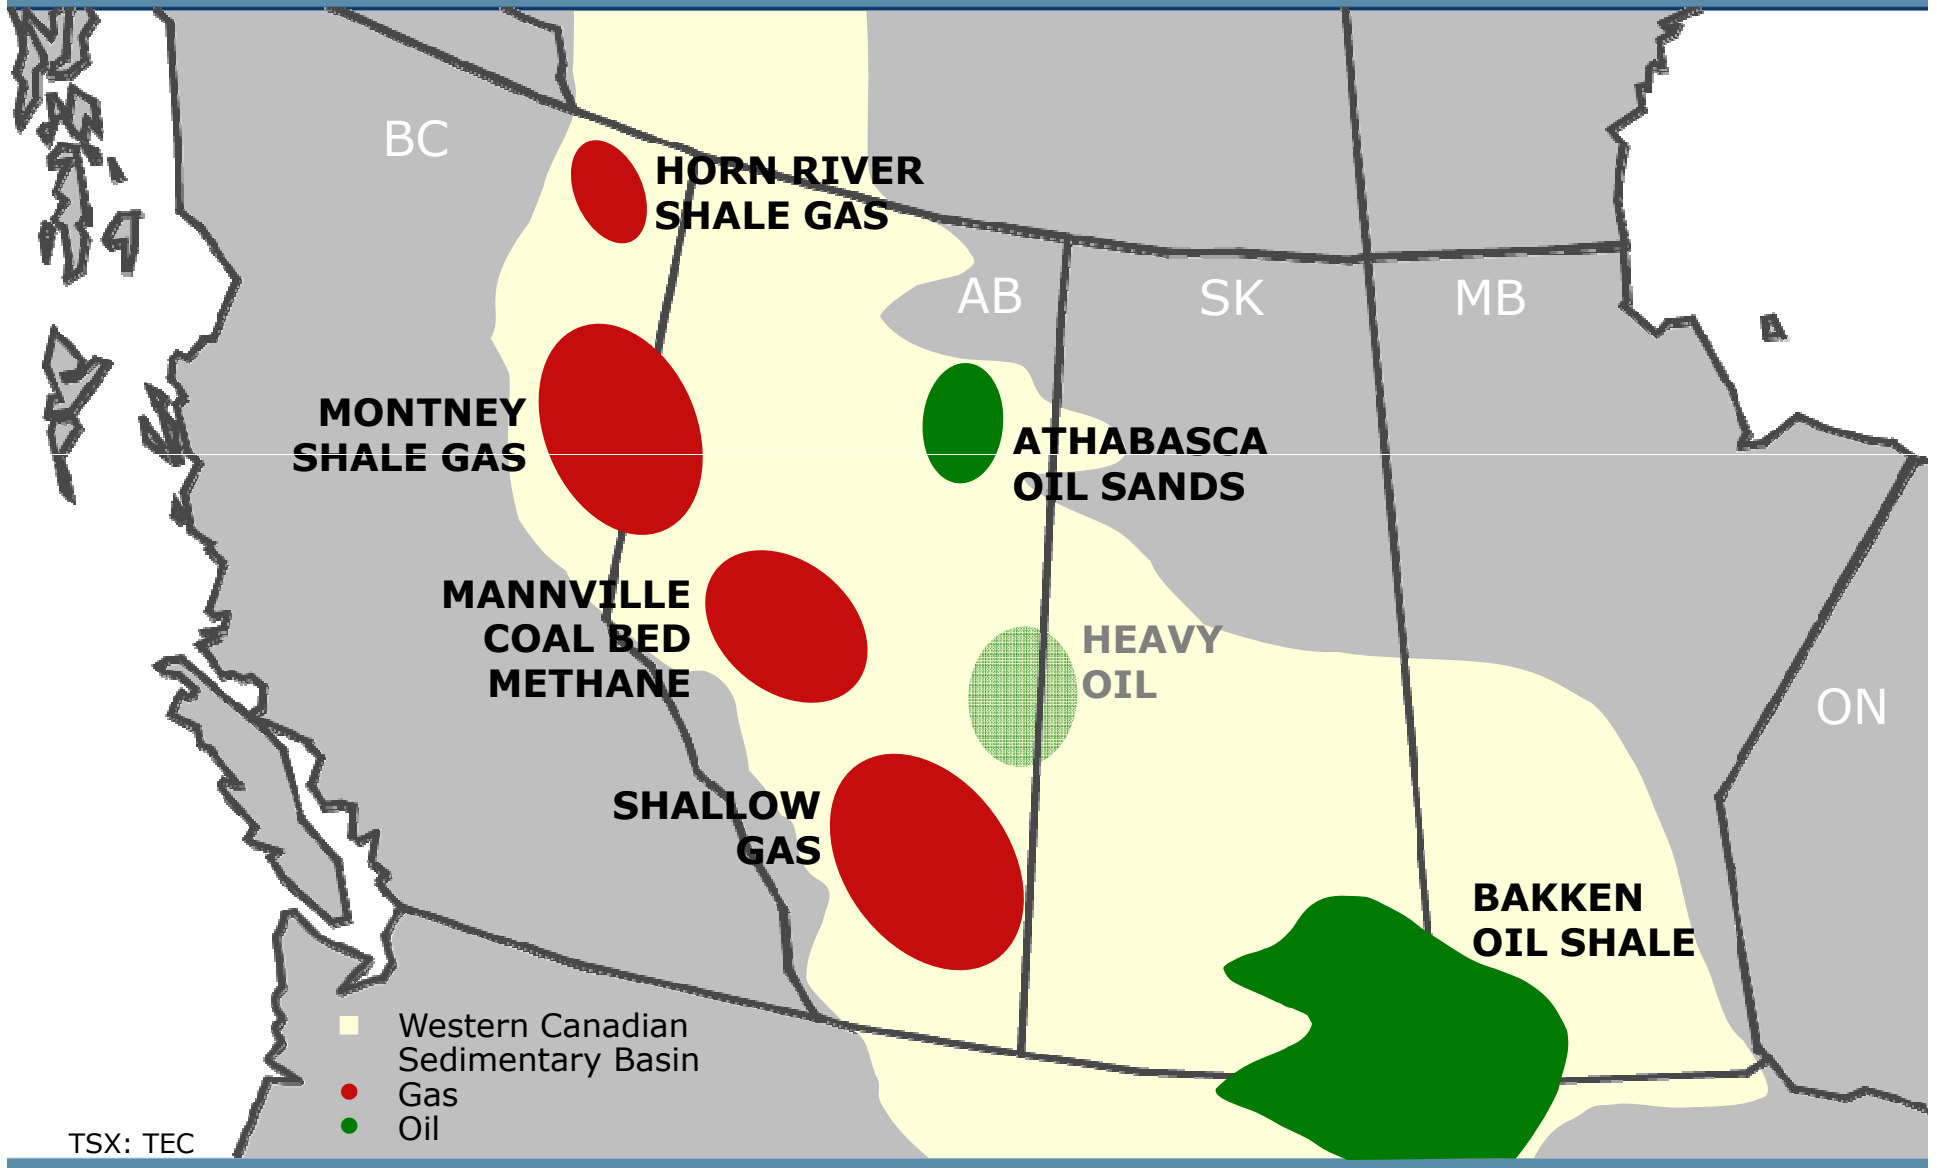 BC
HORN RIVER
SHALE GAS
AB
SK
MB
MONTNEY
SHALE GAS
ATHABASCA
OIL SANDS
MANNVILLE
COAL BED
METHANE
HEAVY
OIL
ON
SHALLOW
GAS
BAKKEN
OIL SHALE
Western Canadian
Sedimentary Basin
Gas
Oil
TSX: TEC